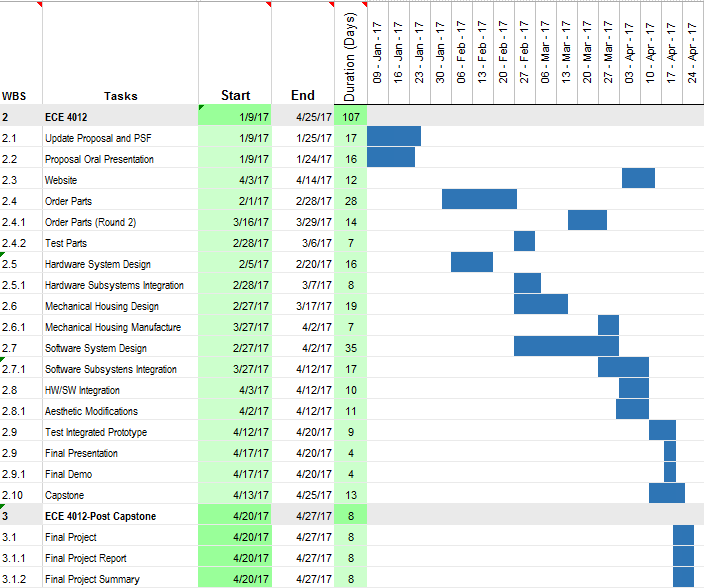 WBS Tasks Start End Duration (Days) 09 - Jan - 17 16 - Jan - 17 23 - Jan - 17 30 - Jan - 17 06 - Feb - 17 13 - Feb - 17 20 - Feb - 17 27 - Feb - 17 06 - Mar - 17 13 - Mar - 17 20 - Mar - 17 27 - Mar - 17 03 - Apr - 17 10 - Apr - 17 17 - Apr - 17 24 - Apr - 17
2 ECE 4012 1/9/17 4/25/17 107
2.1 Update Proposal and PSF 1/9/17 1/25/17 17
2.2 Proposal Oral Presentation 1/9/17 1/24/17 16
2.3 Website 4/3/17 4/14/17 12
2.4 Order Parts 2/1/17 2/28/17 28
2.4.1 Order Parts (Round 2) 3/16/17 3/29/17 14
2.4.2 Test Parts 2/28/17 3/6/17 7
2.5 Hardware System Design 2/5/17 2/20/17 16
2.5.1 Hardware Subsystems Integration 2/28/17 3/7/17 8
2.6 Mechanical Housing Design 2/27/17 3/17/17 19
2.6.1 Mechanical Housing Manufacture 3/27/17 4/2/17 7
2.7 Software System Design 2/27/17 4/2/17 35
2.7.1 Software Subsystens Integration 3/27/17 4/12/17 17
2.8 HW/SW Integration 4/3/17 4/12/17 10
2.8.1 Aesthetic Modifications 4/2/17 4/12/17 11
2.9 Test Integrated Prototype 4/12/17 4/20/17 9
2.9 Final Presentation 4/17/17 4/20/17 4
2.9.1 Final Demo 4/17/17 4/20/17 4
2.10 Capstone 4/13/17 4/25/17 13
3 ECE 4012-Post Capstone 4/20/17 4/27/17 8
3.1 Final Project 4/20/17 4/27/17 8
3.1.1 Final Project Report 4/20/17 4/27/17 8
3.1.2 Final Project Summary 4/20/17 4/27/17 8